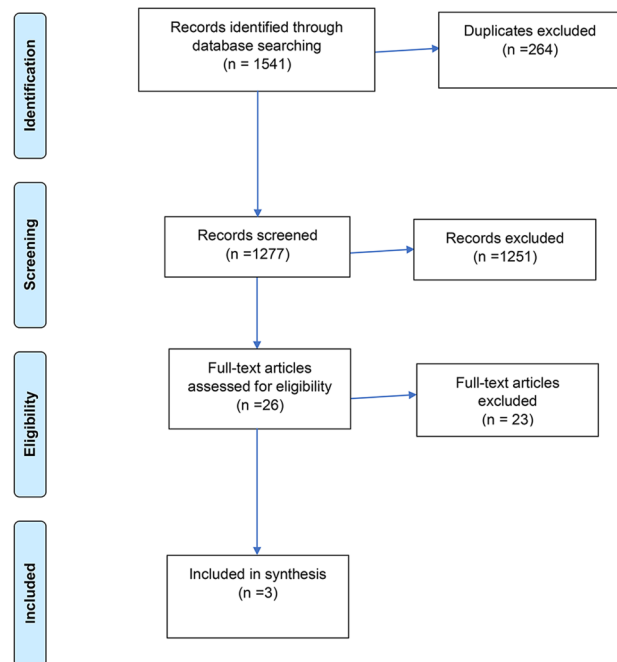 Identification
Records identified through
database searching
(n = 1541)
Duplicates excluded
(n =264)
Screening
Records screened
(n =1277)
Records excluded
(n =1251)
Eligibility
Full-text articles
assessed for eligibility
(n =26)
Full-text articles
excluded
(n = 23)
Included
Included in synthesis
(n =3)